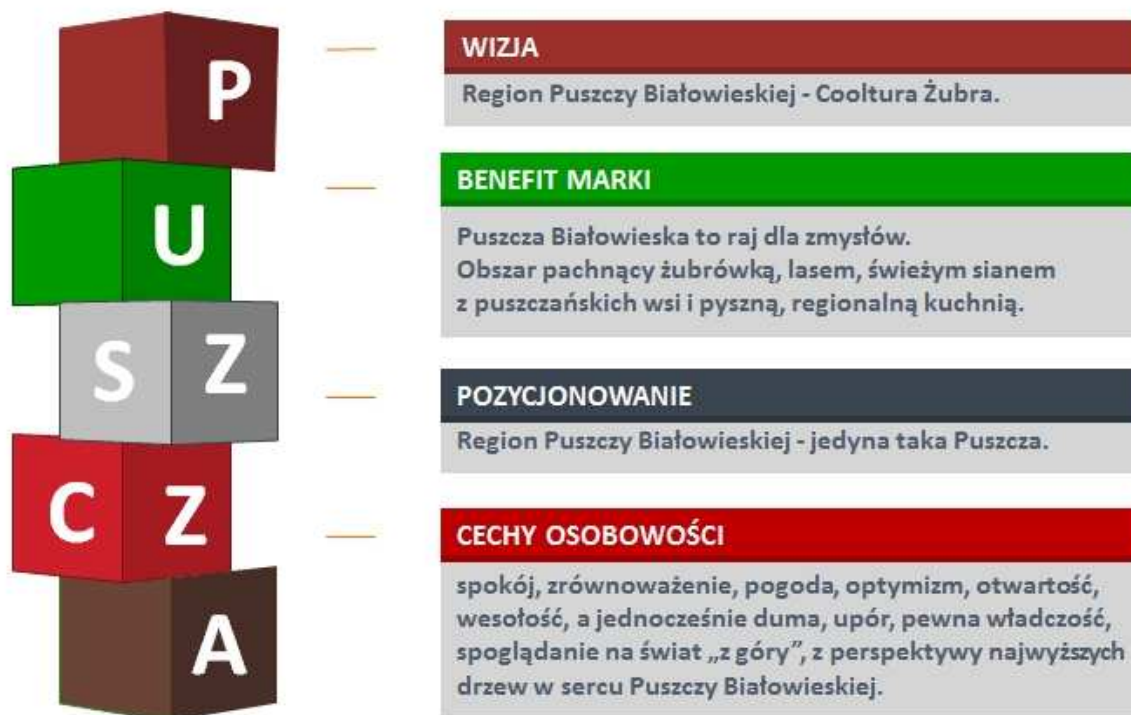 P
U
S Z
C Z
A
WIZJA
Region Puszczy Białowieskiej - Cooltura Żubra.
BENEFIT MARKI
Puszcza Białowieska to raj dla zmysłów.
Obszar pachnący żubrówką, lasem, świeżym sianem
z puszczańskich wsi i pyszną, regionalną kuchnią.
POZYCJONOWANIE
Region Puszczy Białowieskiej - jedyna taka Puszcza.
CECHY OSOBOWOŚCI
spokój, zrównoważenie, pogoda, optymizm, otwartość,
wesołość, a jednocześnie duma, upór, pewna władczość,
spoglądanie na świat „z góry”, z perspektywy najwyższych
drzew w sercu Puszczy Białowieskiej.